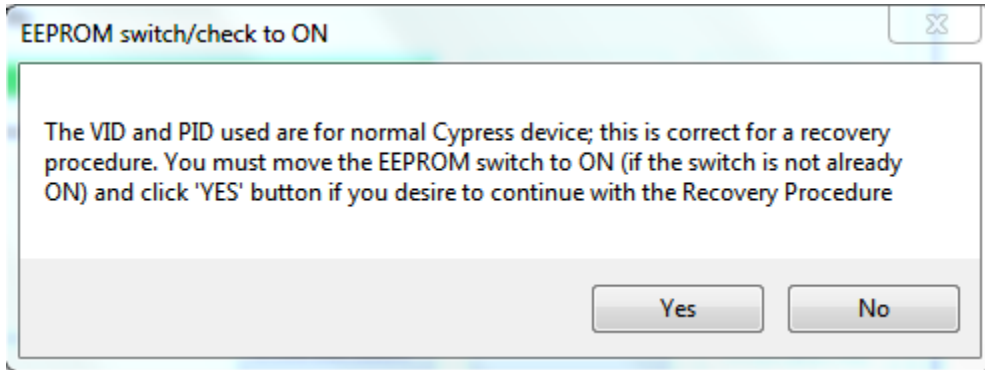 EEPROM switch/check to ON
The VID and PID used are for normal Cypress device; this is correct for a recovery
procedure. You must move the EEPROM switch to ON (if the switch is not already
ON) and click 'YES' button if you desire to continue with the Recovery Procedure
Yes No